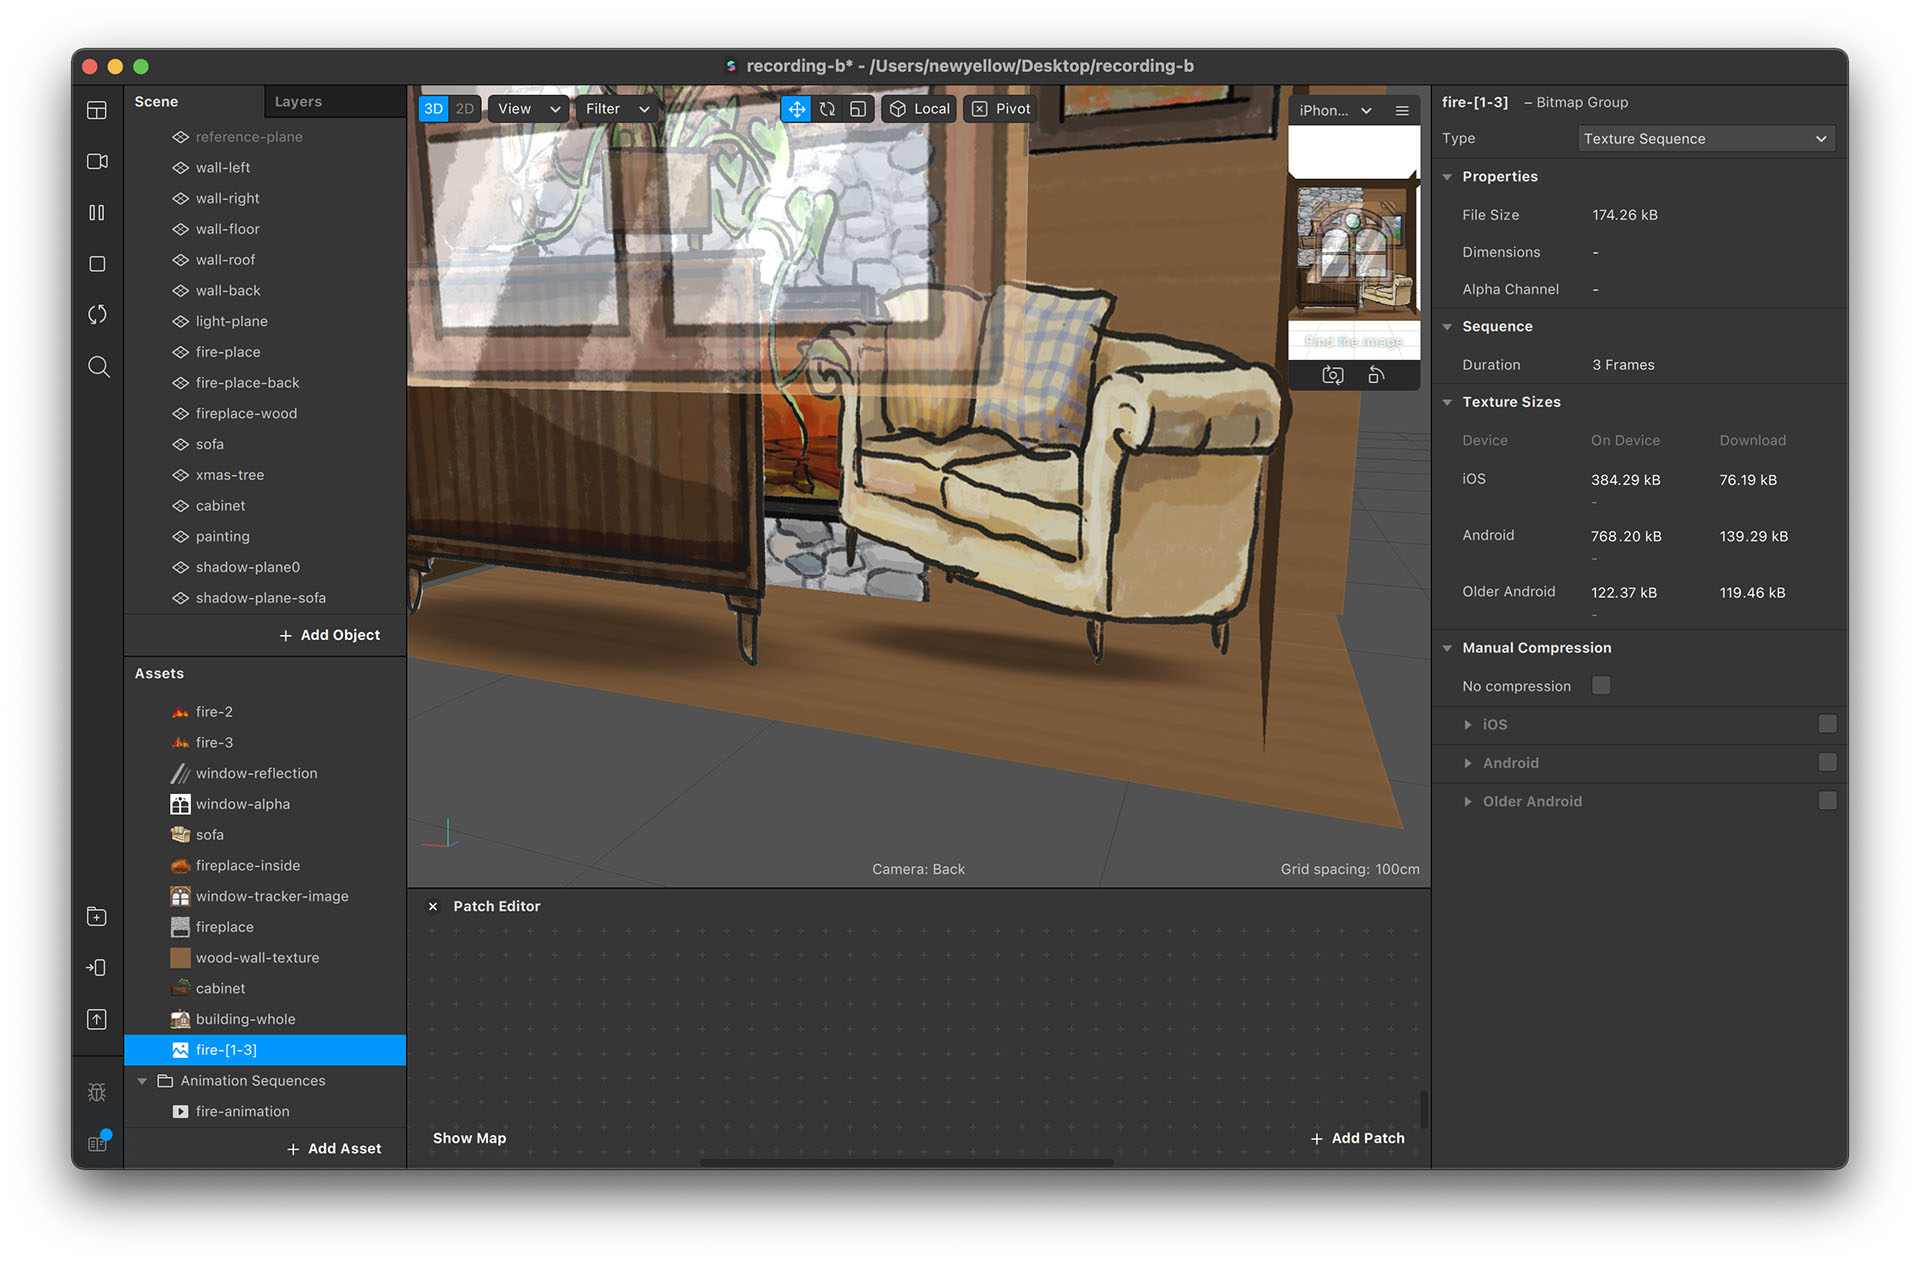 recording-b* - /Users/newyellow/Desktop/recording-b
Scene
Layers
reference-plane
wall-left
wall-right
wall-floor
wall-roof
wall-back
light-plane
fire-place
fire-place-back
fireplace-wood
sofa
xmas-tree
cabinet
painting
shadow-plane0
shadow-plane-sofa
+ Add Object
Assets
fire-2
fire-3
window-reflection
window-alpha
sofa
fireplace-inside
window-tracker-image
fireplace
wood-wall-texture
cabinet
building-whole
fire-[1-3]
Animation Sequences
fire-animation
+ Add Asset
3D 2D View Filter Local Pivot
iPhon...
Find the image
Camera: Back
Grid spacing: 100cm
Patch Editor
Show Map
+ Add Patch
fire-[1-3] – Bitmap Group
Type Texture Sequence
Properties
File Size 174.26 kB
Dimensions -
Alpha Channel -
Sequence
Duration 3 Frames
Texture Sizes
Device On Device Download
iOS 384.29 kB 76.19 kB
-
Android 768.20 kB 139.29 kB
-
Older Android 122.37 kB 119.46 kB
-
Manual Compression
No compression
iOS
Android
Older Android